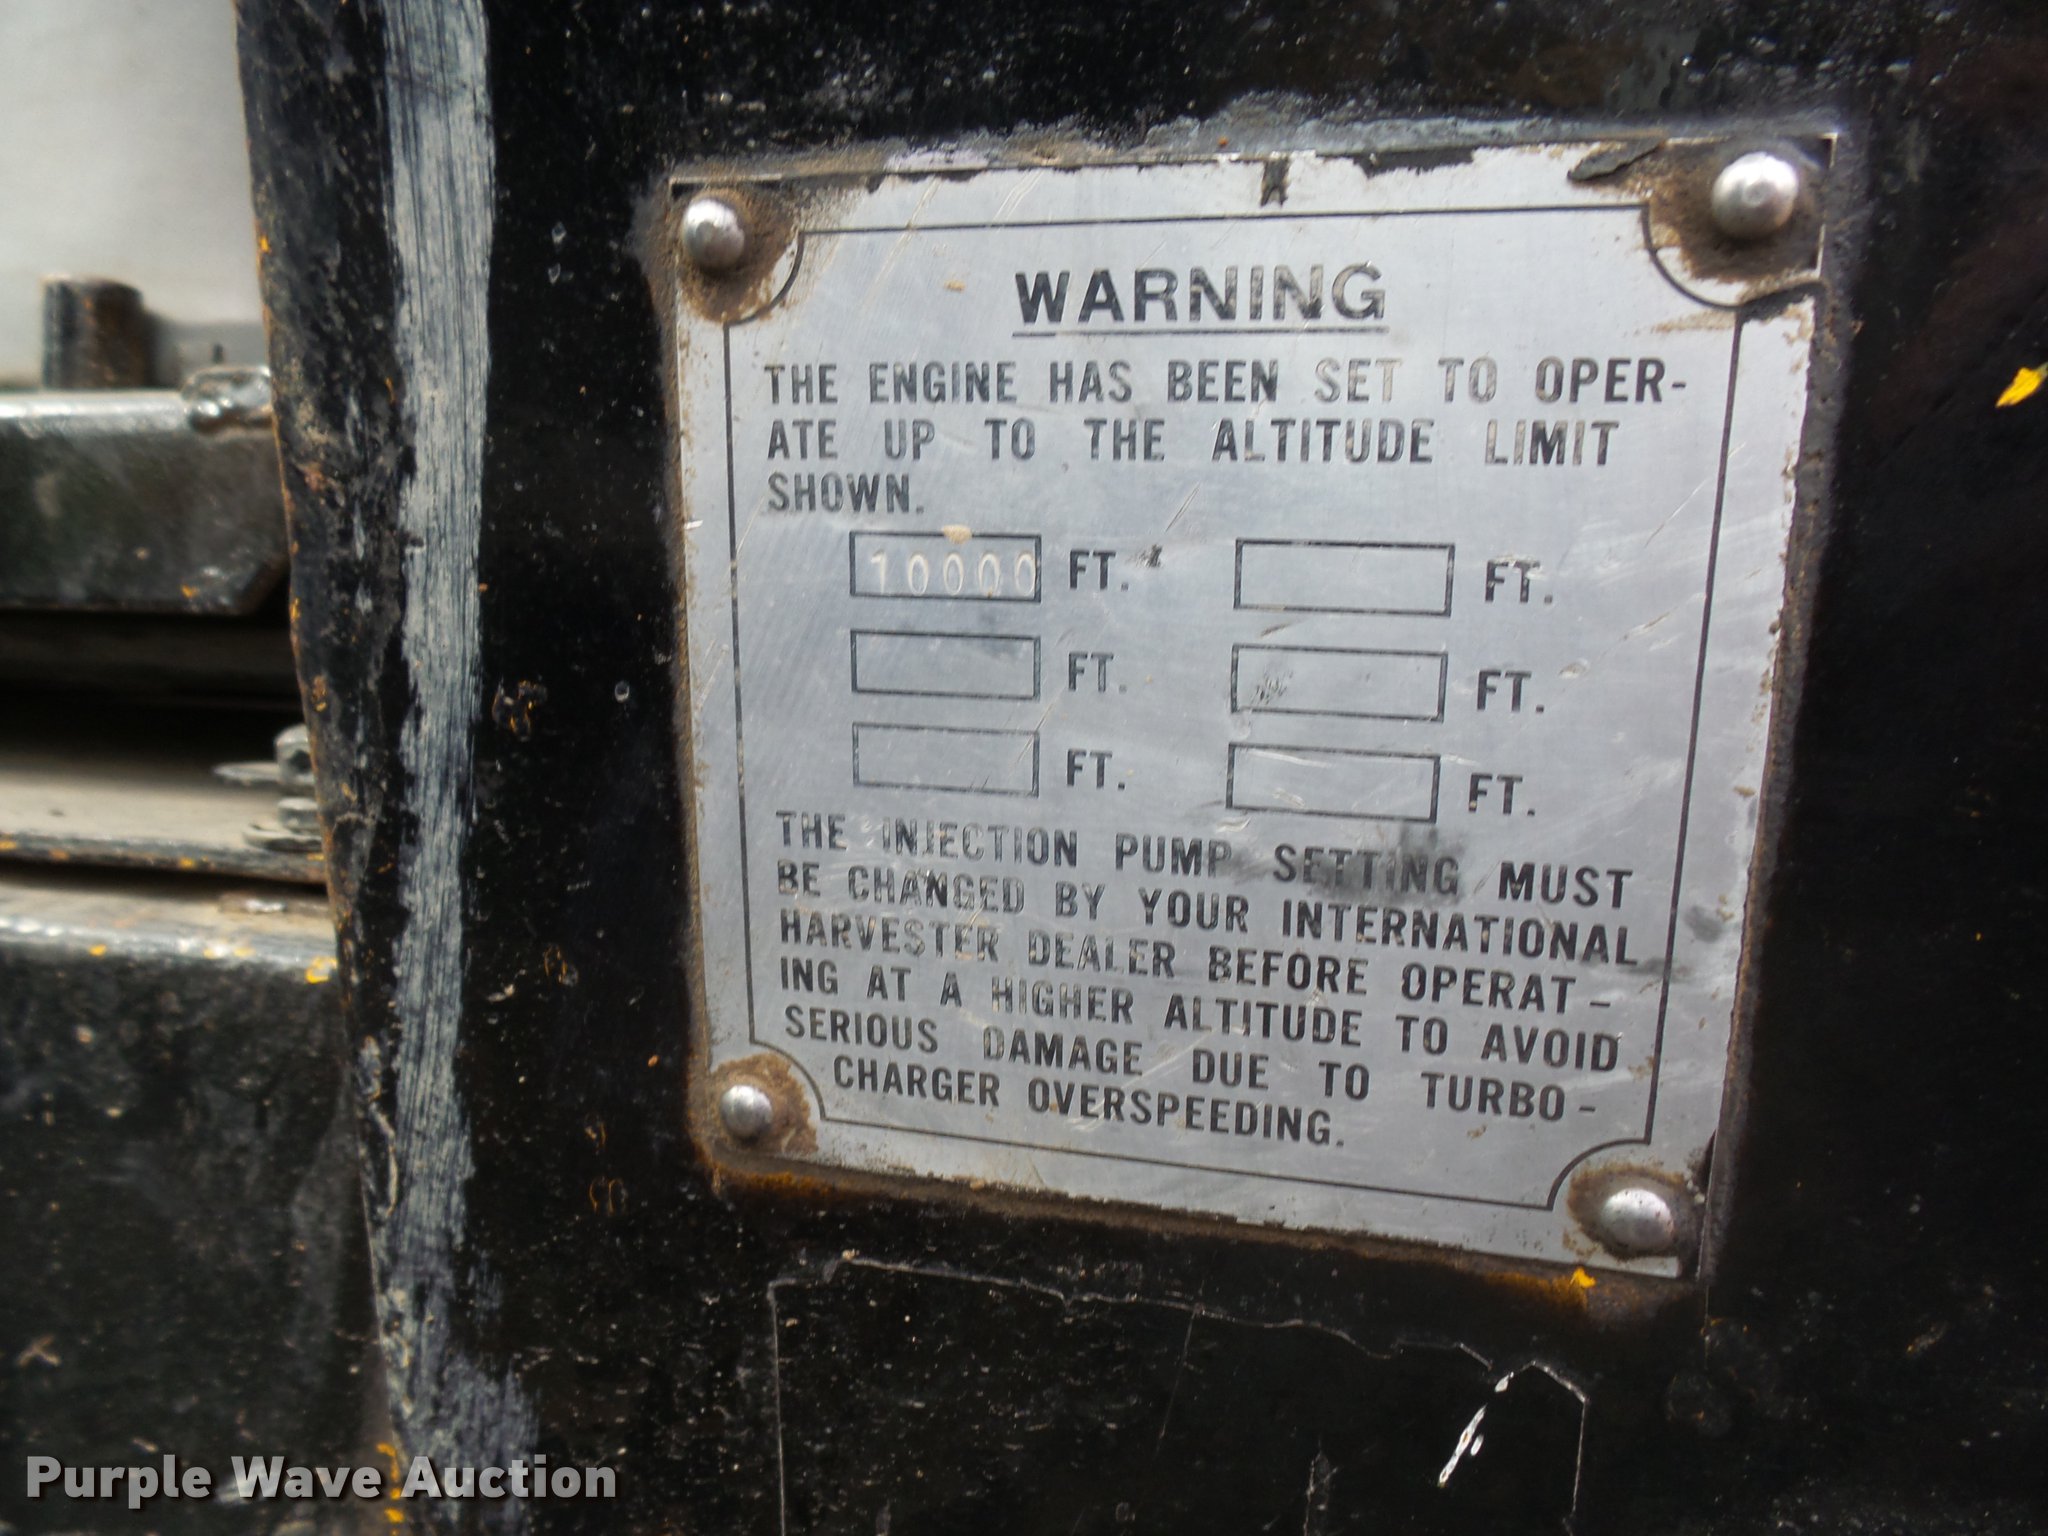 WARNING
THE ENGINE HAS BEEN SET TO OPER-
ATE UP TO THE ALTITUDE LIMIT
SHOWN.
10000 FT. FT.
FT. FT.
FT. FT.
THE INJECTION PUMP SETTING MUST
BE CHANGED BY YOUR INTERNATIONAL
HARVESTER DEALER BEFORE OPERAT-
ING AT A HIGHER ALTITUDE TO AVOID
SERIOUS DAMAGE DUE TO TURBO-
CHARGER OVERSPEEDING.
Purple Wave Auction